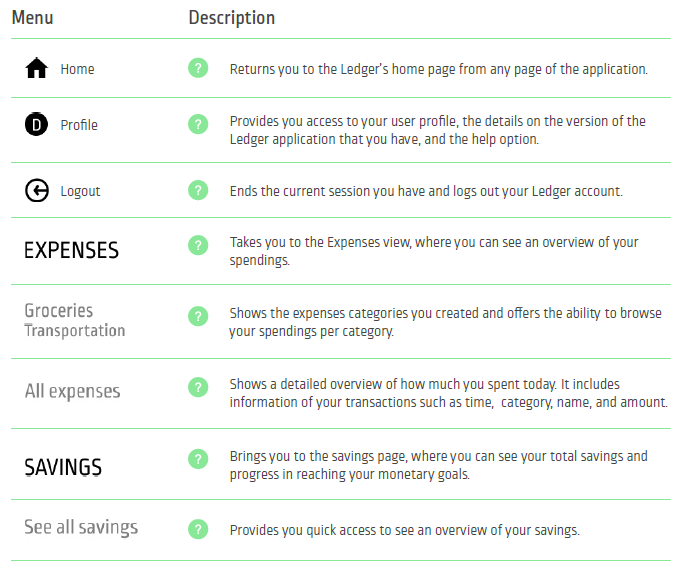 Menu Description
Home ? Returns you to the Ledger's home page from any page of the application.
D Profile ? Provides you access to your user profile, the details on the version of the
Ledger application that you have, and the help option.
Logout ? Ends the current session you have and logs out your Ledger account.
EXPENSES ? Takes you to the Expenses view, where you can see an overview of your
spendings.
Groceries ? Shows the expenses categories you created and offers the ability to browse
Transportation your spendings per category.
All expenses ? Shows a detailed overview of how much you spent today. It includes
information of your transactions such as time, category, name, and amount.
SAVINGS ? Brings you to the savings page, where you can see your total savings and
progress in reaching your monetary goals.
See all savings ? Provides you quick access to see an overview of your savings.